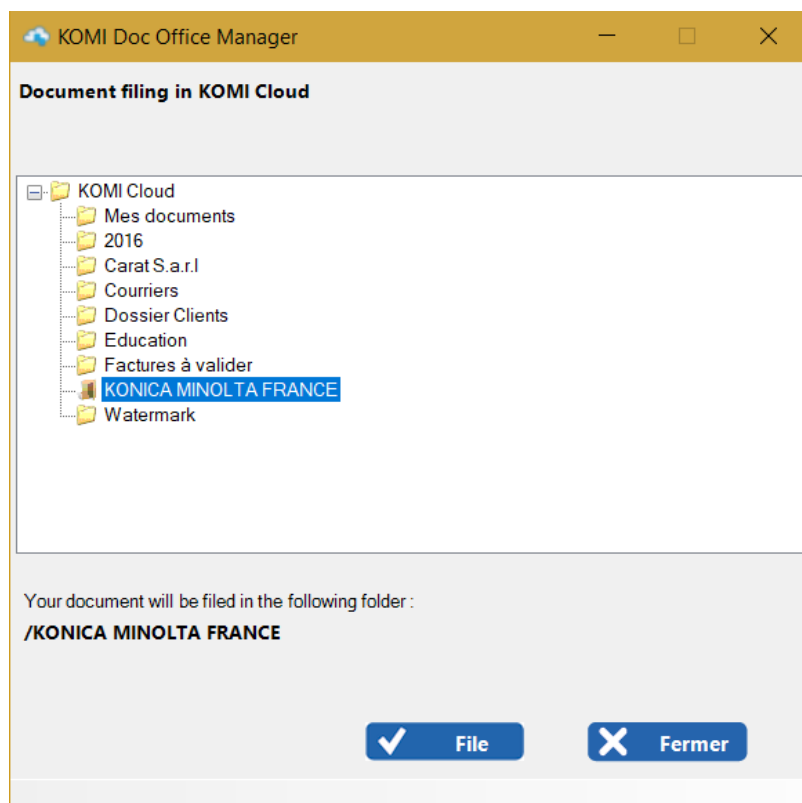 KOMI Doc Office Manager
Document filing in KOMI Cloud
KOMI Cloud
Mes documents
2016
Carat S.a.r.l
Courriers
Dossier Clients
Education
Factures à valider
KONICA MINOLTA FRANCE
Watermark
Your document will be filed in the following folder :
/KONICA MINOLTA FRANCE
File Fermer